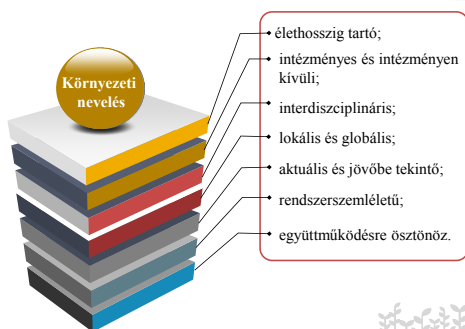 Környezeti
nevelés
élethosszig tartó;
intézményes és intézményen
kívüli;
interdiszciplináris;
lokális és globális;
aktuális és jövőbe tekintő;
rendszerszemléletű;
együttműködésre ösztönöz.